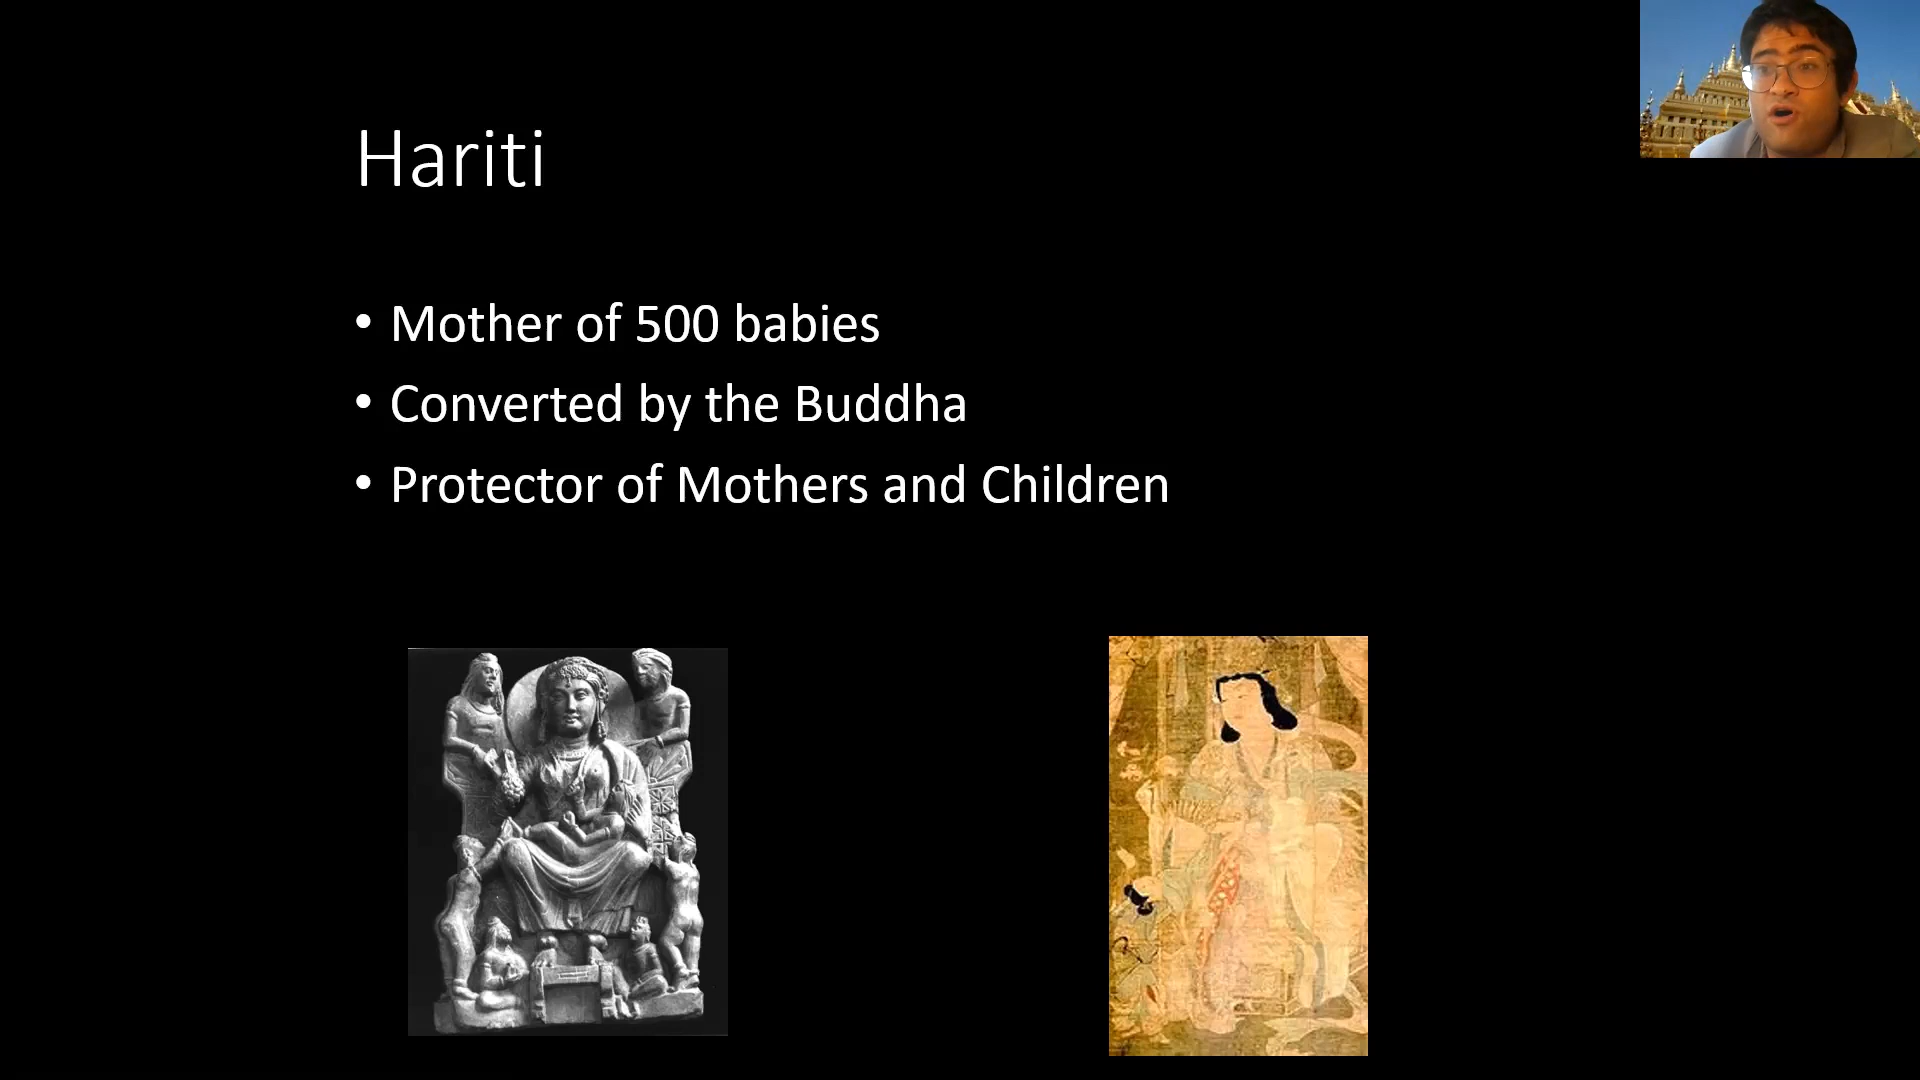 Hariti
• Mother of 500 babies
• Converted by the Buddha
• Protector of Mothers and Children